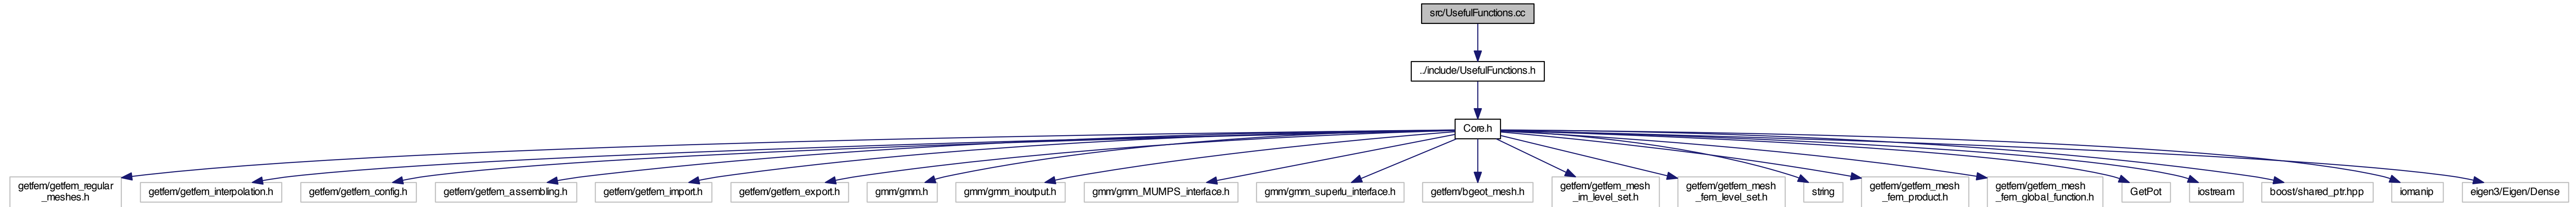 src/UsefulFunctions.cc
../include/UsefulFunctions.h
Core.h
getfem/getfem_regular
_meshes.h
getfem/getfem_interpolation.h
getfem/getfem_config.h
getfem/getfem_assembling.h
getfem/getfem_import.h
getfem/getfem_export.h
gmm/gmm.h
gmm/gmm_inoutput.h
gmm/gmm_MUMPS_interface.h
gmm/gmm_superlu_interface.h
getfem/bgeot_mesh.h
getfem/getfem_mesh
_im_level_set.h
getfem/getfem_mesh
_fem_level_set.h
string
getfem/getfem_mesh
_fem_product.h
getfem/getfem_mesh
_fem_global_function.h
GetPot
iostream
boost/shared_ptr.hpp
iomanip
eigen3/Eigen/Dense